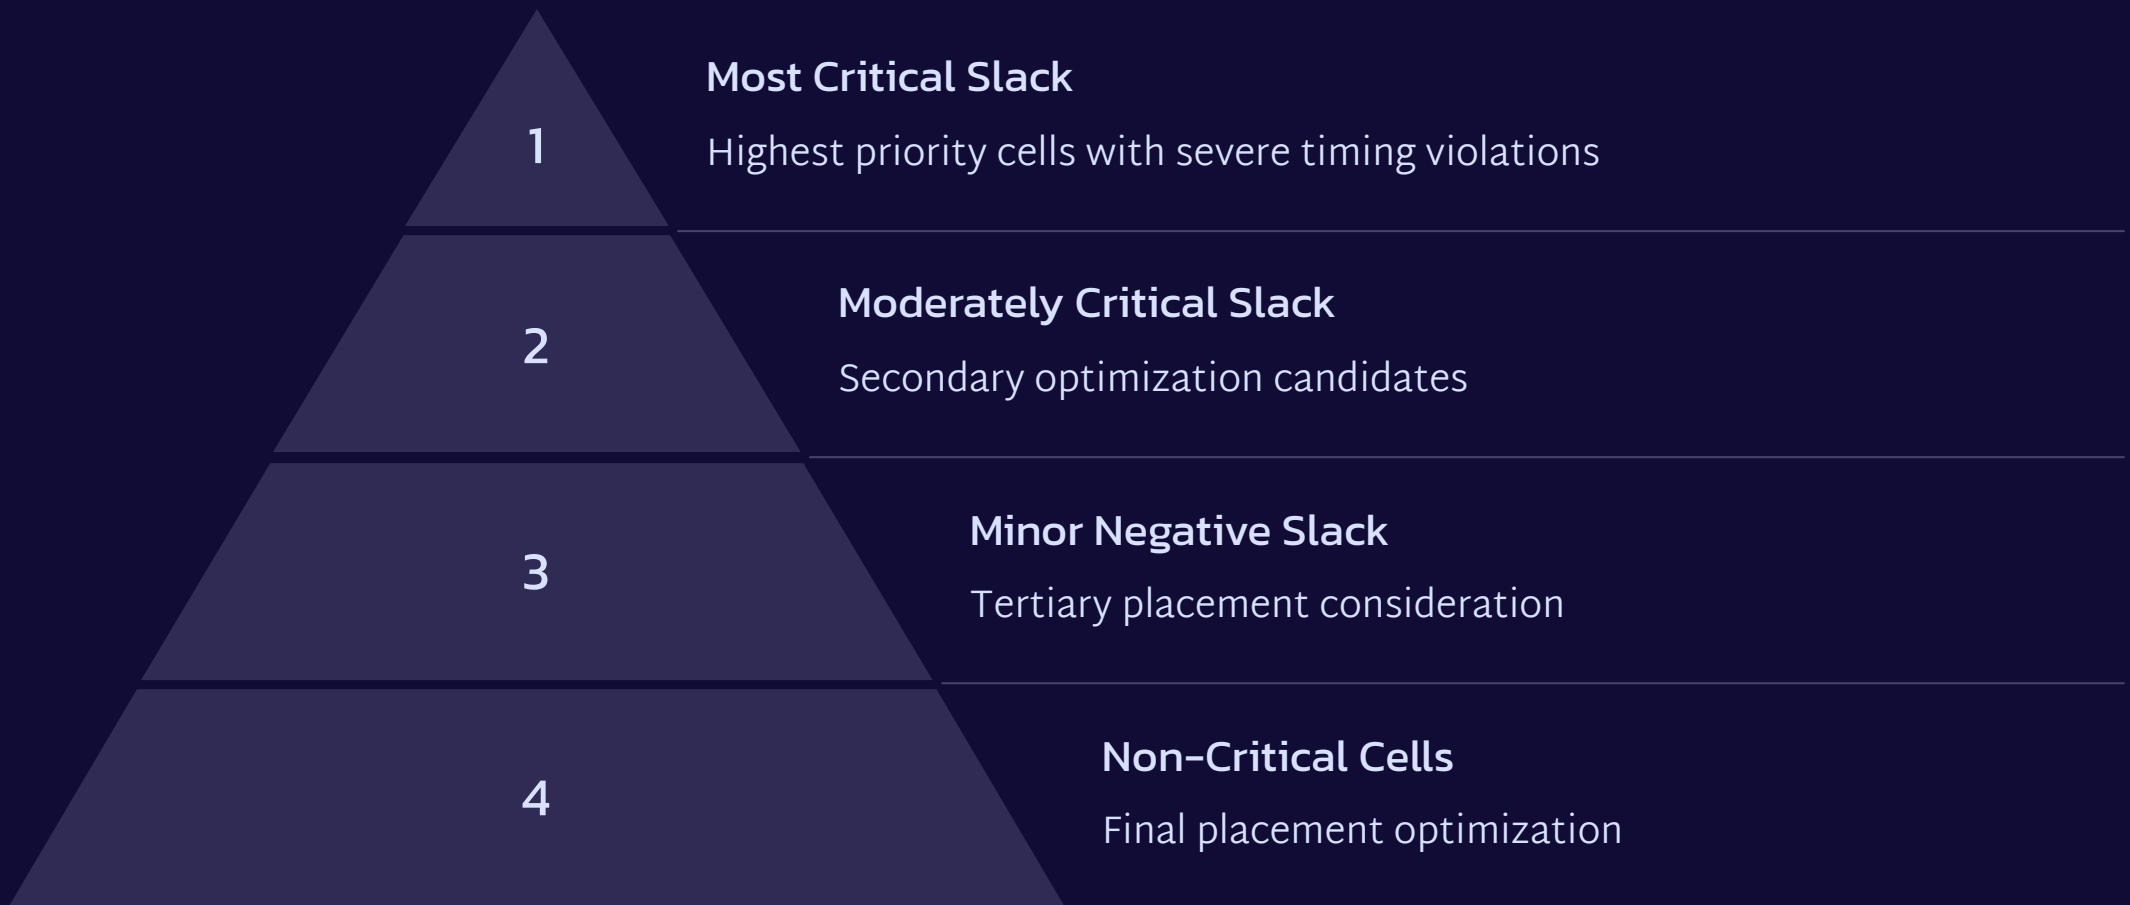 1
Most Critical Slack
Highest priority cells with severe timing violations
2
Moderately Critical Slack
Secondary optimization candidates
3
Minor Negative Slack
Tertiary placement consideration
4
Non-Critical Cells
Final placement optimization